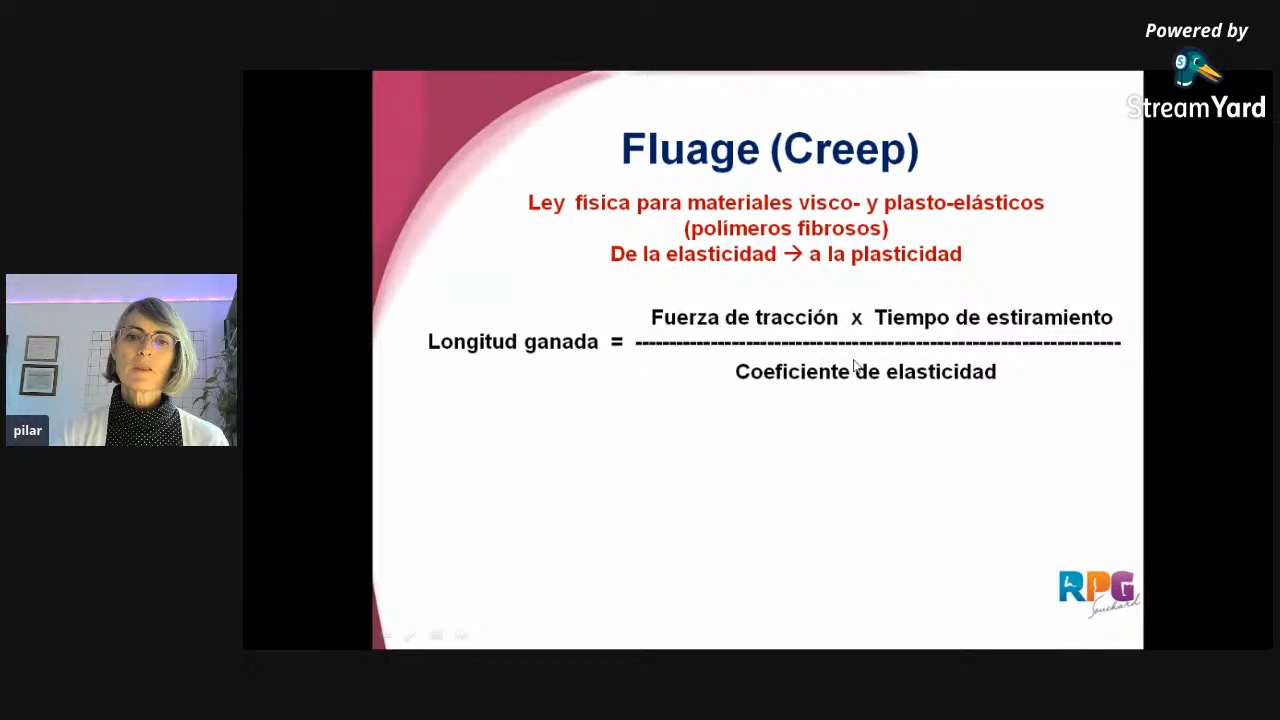 Powered by
StreamYard
Fluage (Creep)
Ley física para materiales visco- y plasto-elásticos
(polímeros fibrosos)
De la elasticidad → a la plasticidad
Fuerza de tracción x Tiempo de estiramiento
Longitud ganada = ----------------------------------------------------------------------
Coeficiente de elasticidad
pilar
RPG
Souchard